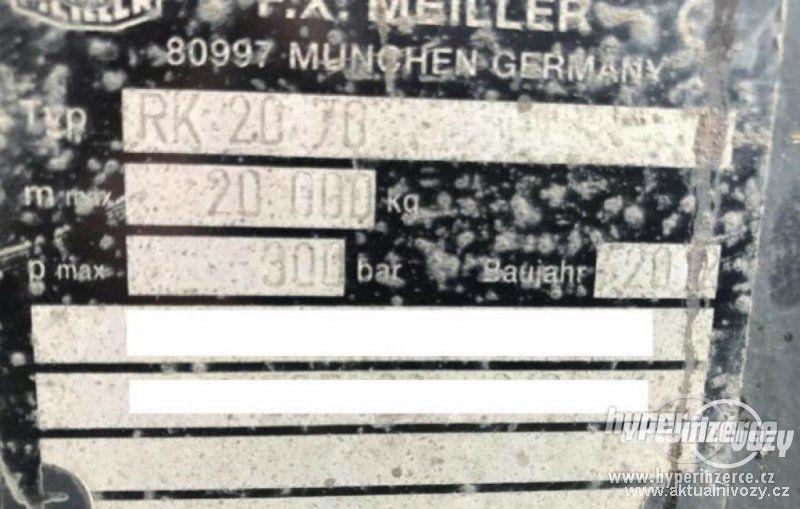 MEILLER
F.X. MEILLER
80997 MÜNCHEN GERMANY
Typ RK 20.70
m max 20 000 kg
p max 300 bar Baujahr
hyperinzerce
www.hyperinzerce.cz
www.aktualnivozy.cz